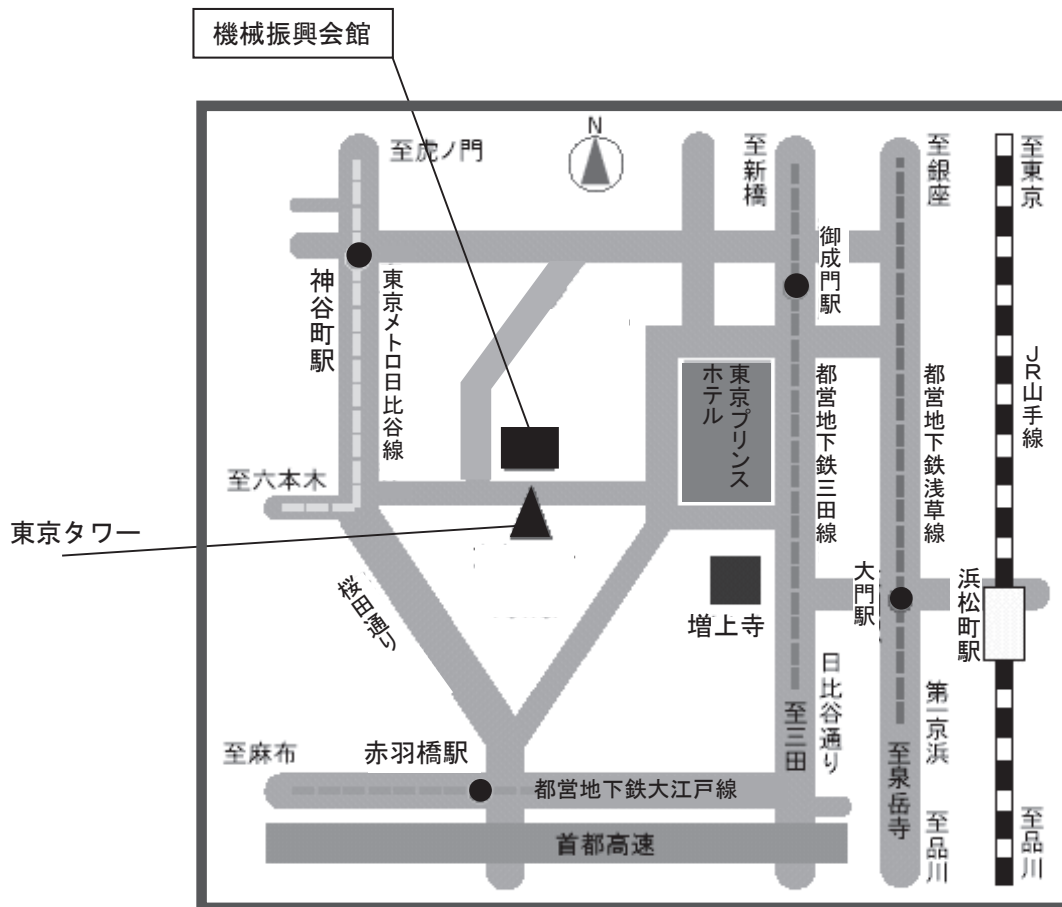 機械振興会館
N
至虎ノ門
至新橋
至銀座
至東京
御成門駅
神谷町駅
東京メトロ日比谷線
東京プリンス
ホテル
都営地下鉄三田線
都営地下鉄浅草線
JR山手線
至六本木
東京タワー
桜田通り
増上寺
大門駅
浜松町駅
日比谷通り
至三田
第一京浜
至泉岳寺
至品川
至品川
至麻布
赤羽橋駅
都営地下鉄大江戸線
首都高速